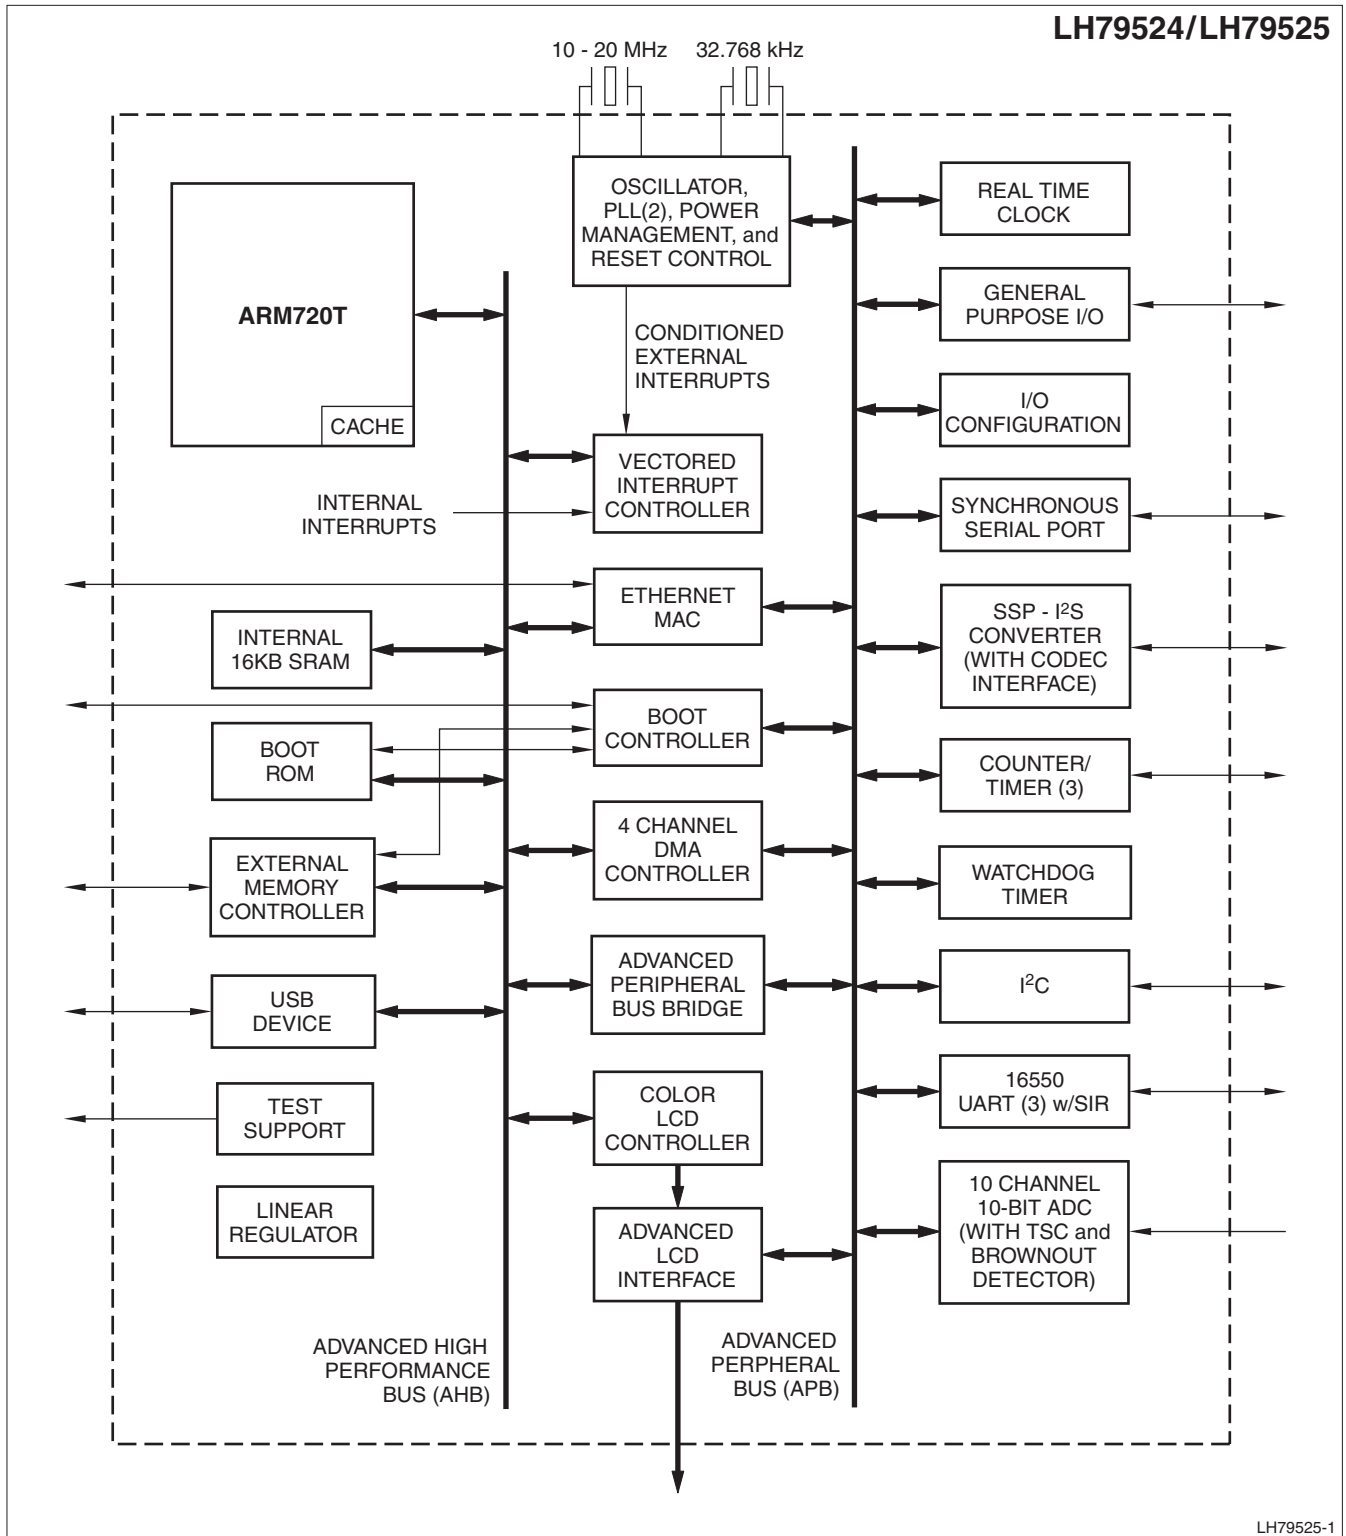 LH79524/LH79525
10 - 20 MHz
32.768 kHz
OSCILLATOR,
PLL(2), POWER
MANAGEMENT, and
RESET CONTROL
ARM720T
CACHE
CONDITIONED
EXTERNAL
INTERRUPTS
VECTORED
INTERRUPT
CONTROLLER
INTERNAL
INTERRUPTS
ETHERNET
MAC
INTERNAL
16KB SRAM
BOOT
CONTROLLER
BOOT
ROM
4 CHANNEL
DMA
CONTROLLER
EXTERNAL
MEMORY
CONTROLLER
ADVANCED
PERIPHERAL
BUS BRIDGE
USB
DEVICE
COLOR
LCD
CONTROLLER
TEST
SUPPORT
LINEAR
REGULATOR
ADVANCED
LCD
INTERFACE
ADVANCED HIGH
PERFORMANCE
BUS (AHB)
ADVANCED
PERPHERAL
BUS (APB)
REAL TIME
CLOCK
GENERAL
PURPOSE I/O
I/O
CONFIGURATION
SYNCHRONOUS
SERIAL PORT
SSP - I²S
CONVERTER
(WITH CODEC
INTERFACE)
COUNTER/
TIMER (3)
WATCHDOG
TIMER
I²C
16550
UART (3) w/SIR
10 CHANNEL
10-BIT ADC
(WITH TSC and
BROWNOUT
DETECTOR)
LH79525-1